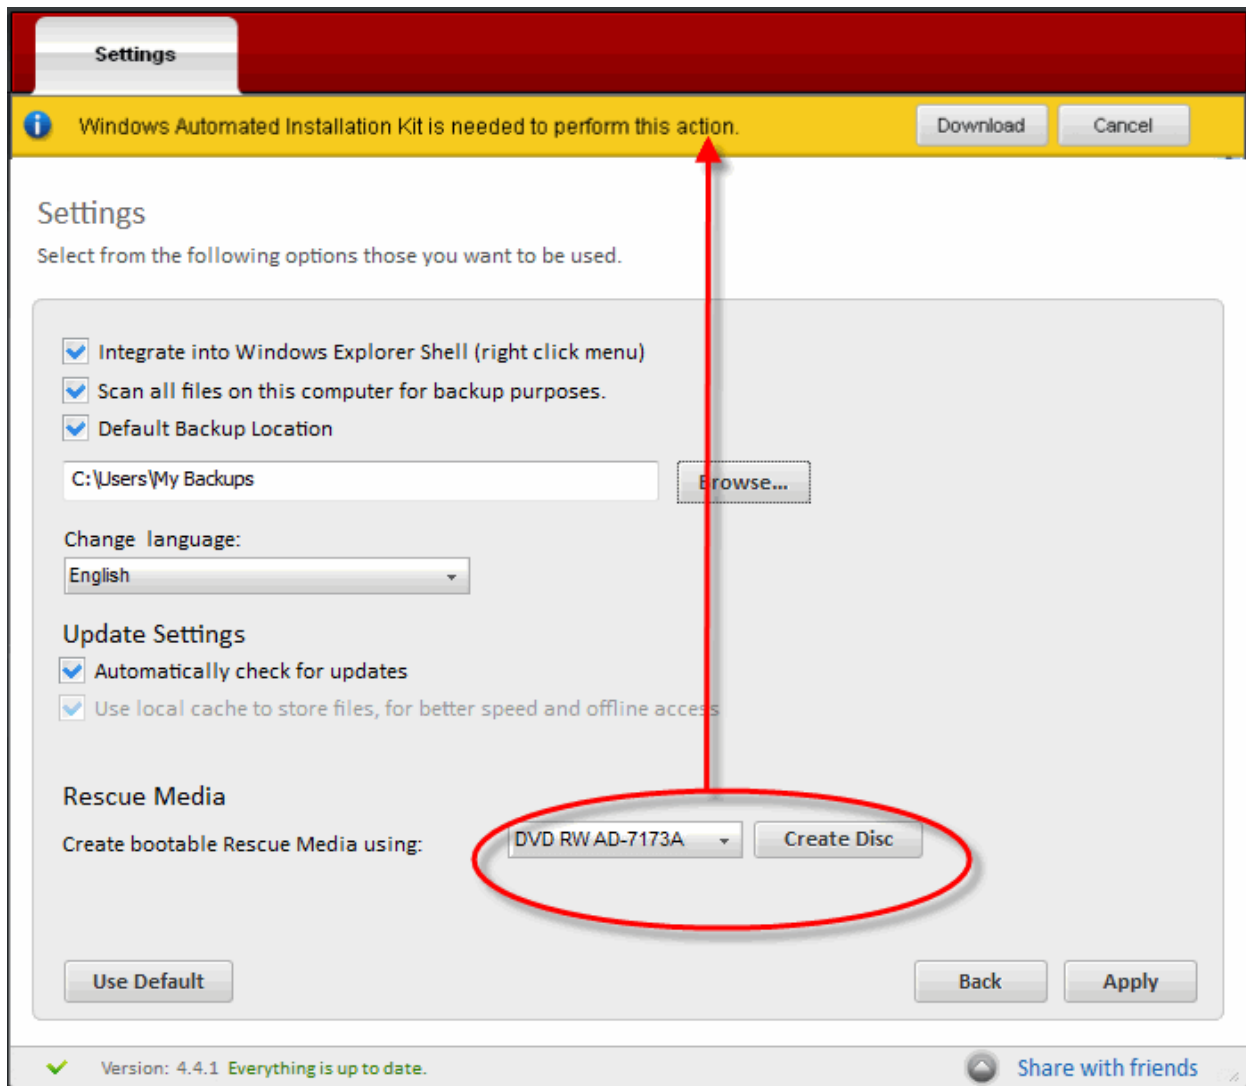 Settings
Windows Automated Installation Kit is needed to perform this action.
Download
Cancel
Settings
Select from the following options those you want to be used.
Integrate into Windows Explorer Shell (right click menu)
Scan all files on this computer for backup purposes.
Default Backup Location
C:\Users\My Backups
Browse...
Change language:
English
Update Settings
Automatically check for updates
Use local cache to store files, for better speed and offline access
Rescue Media
Create bootable Rescue Media using:
DVD RW AD-7173A
Create Disc
Use Default
Back
Apply
Version: 4.4.1 Everything is up to date.
Share with friends